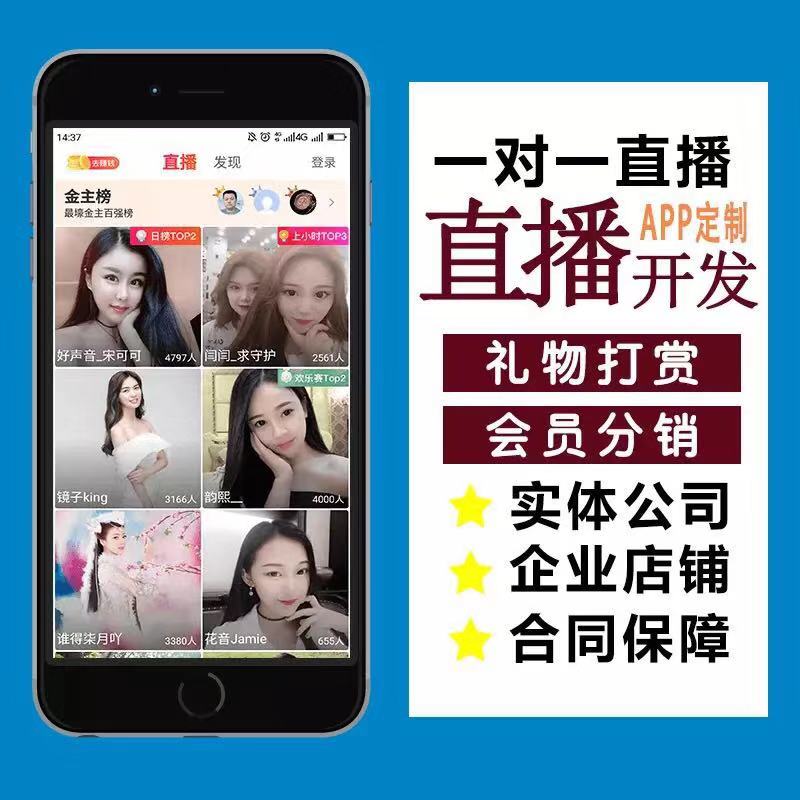 14:37
4G
4G
去赚钱
直播
发现
登录
金主榜
最壕金主百强榜
日榜TOP2
上小时TOP3
好声音_宋可可
4797人
闫闫_求守护
2561人
欢乐赛Top2
镜子king
3166人
韵熙__
4000人
谁得柒月吖
3380人
花音Jamie
655人
一对一直播
直播
APP定制
开发
礼物打赏
会员分销
实体公司
企业店铺
合同保障